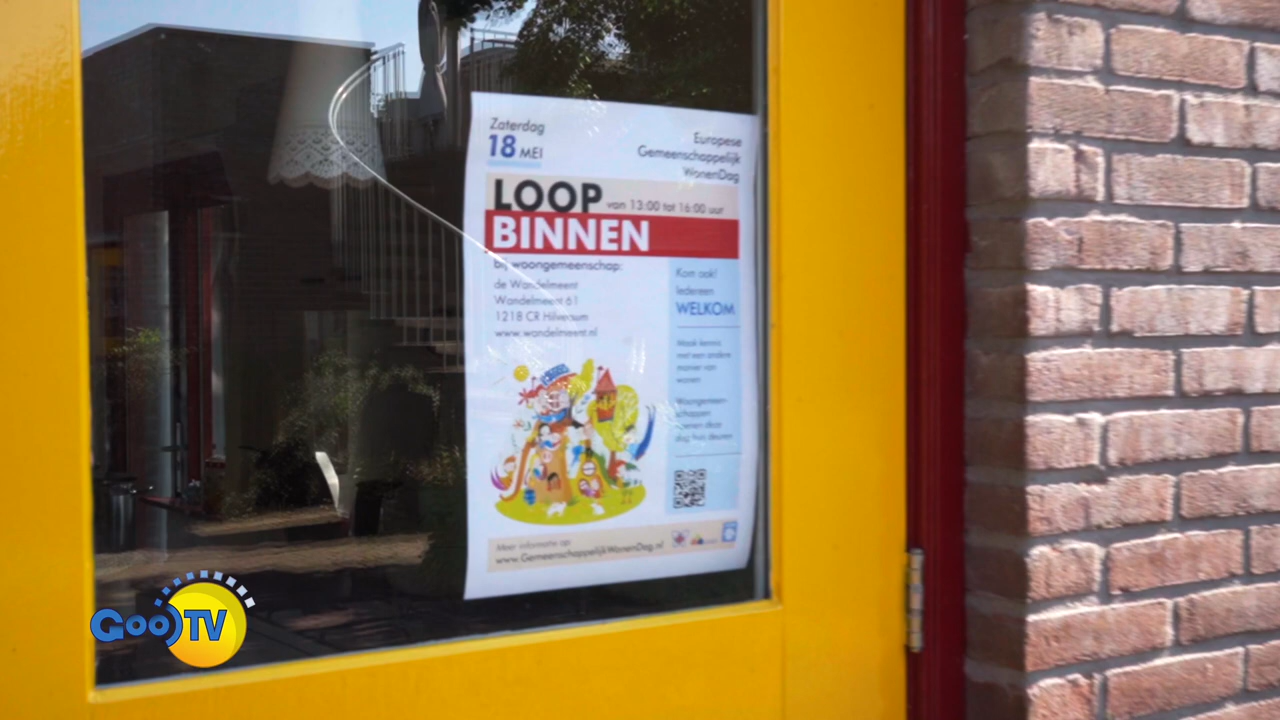 Zaterdag
18 MEI
Europese
Gemeenschappelijk
WonenDag
LOOP van 13:00 tot 16:00 uur
BINNEN
bij woongemeenschap:
de Wandelmeent
Wandelmeent 61
1218 CR Hilversum
www.wandelmeent.nl
Kom ook!
Iedereen
WELKOM
Maak kennis
met een andere
manier van
wonen
Woongemeen-
schappen
openen deze
dag hun deuren
Meer informatie op:
www.GemeenschappelijkWonenDag.nl
GooiTV